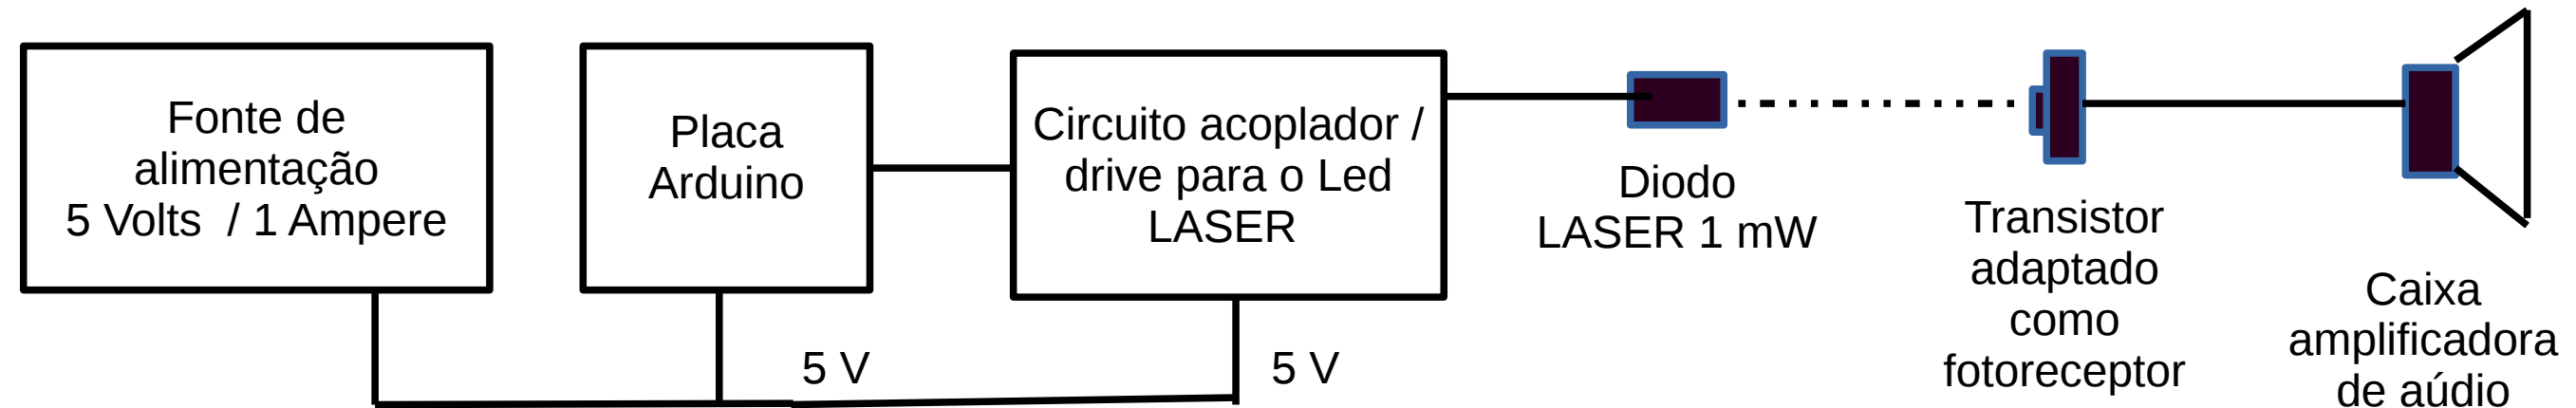 Fonte de
alimentação
5 Volts  / 1 Ampere
Placa
Arduino
Circuito acoplador /
drive para o Led
LASER
Diodo
LASER 1 mW
Transistor
adaptado
como
fotoreceptor
Caixa
amplificadora
de aúdio
5 V
5 V